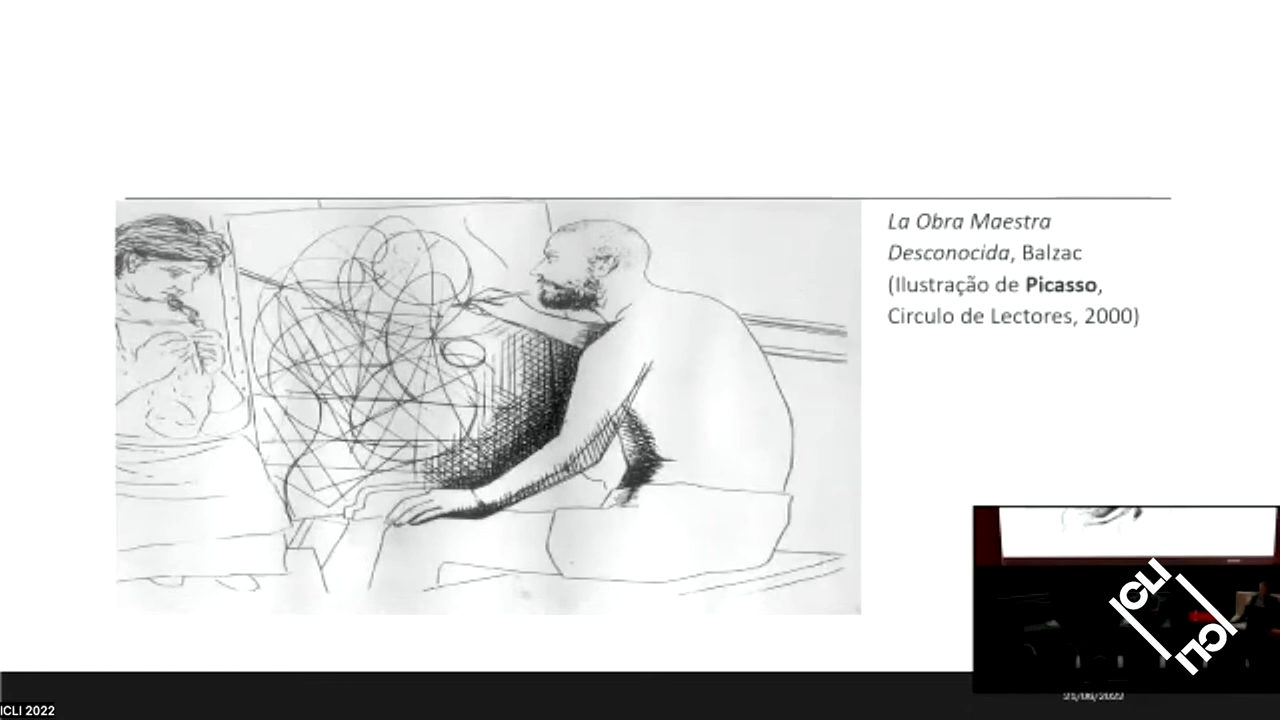 La Obra Maestra
Desconocida, Balzac
(Ilustração de Picasso,
Circulo de Lectores, 2000)
ICLI
ICLI
ICLI 2022